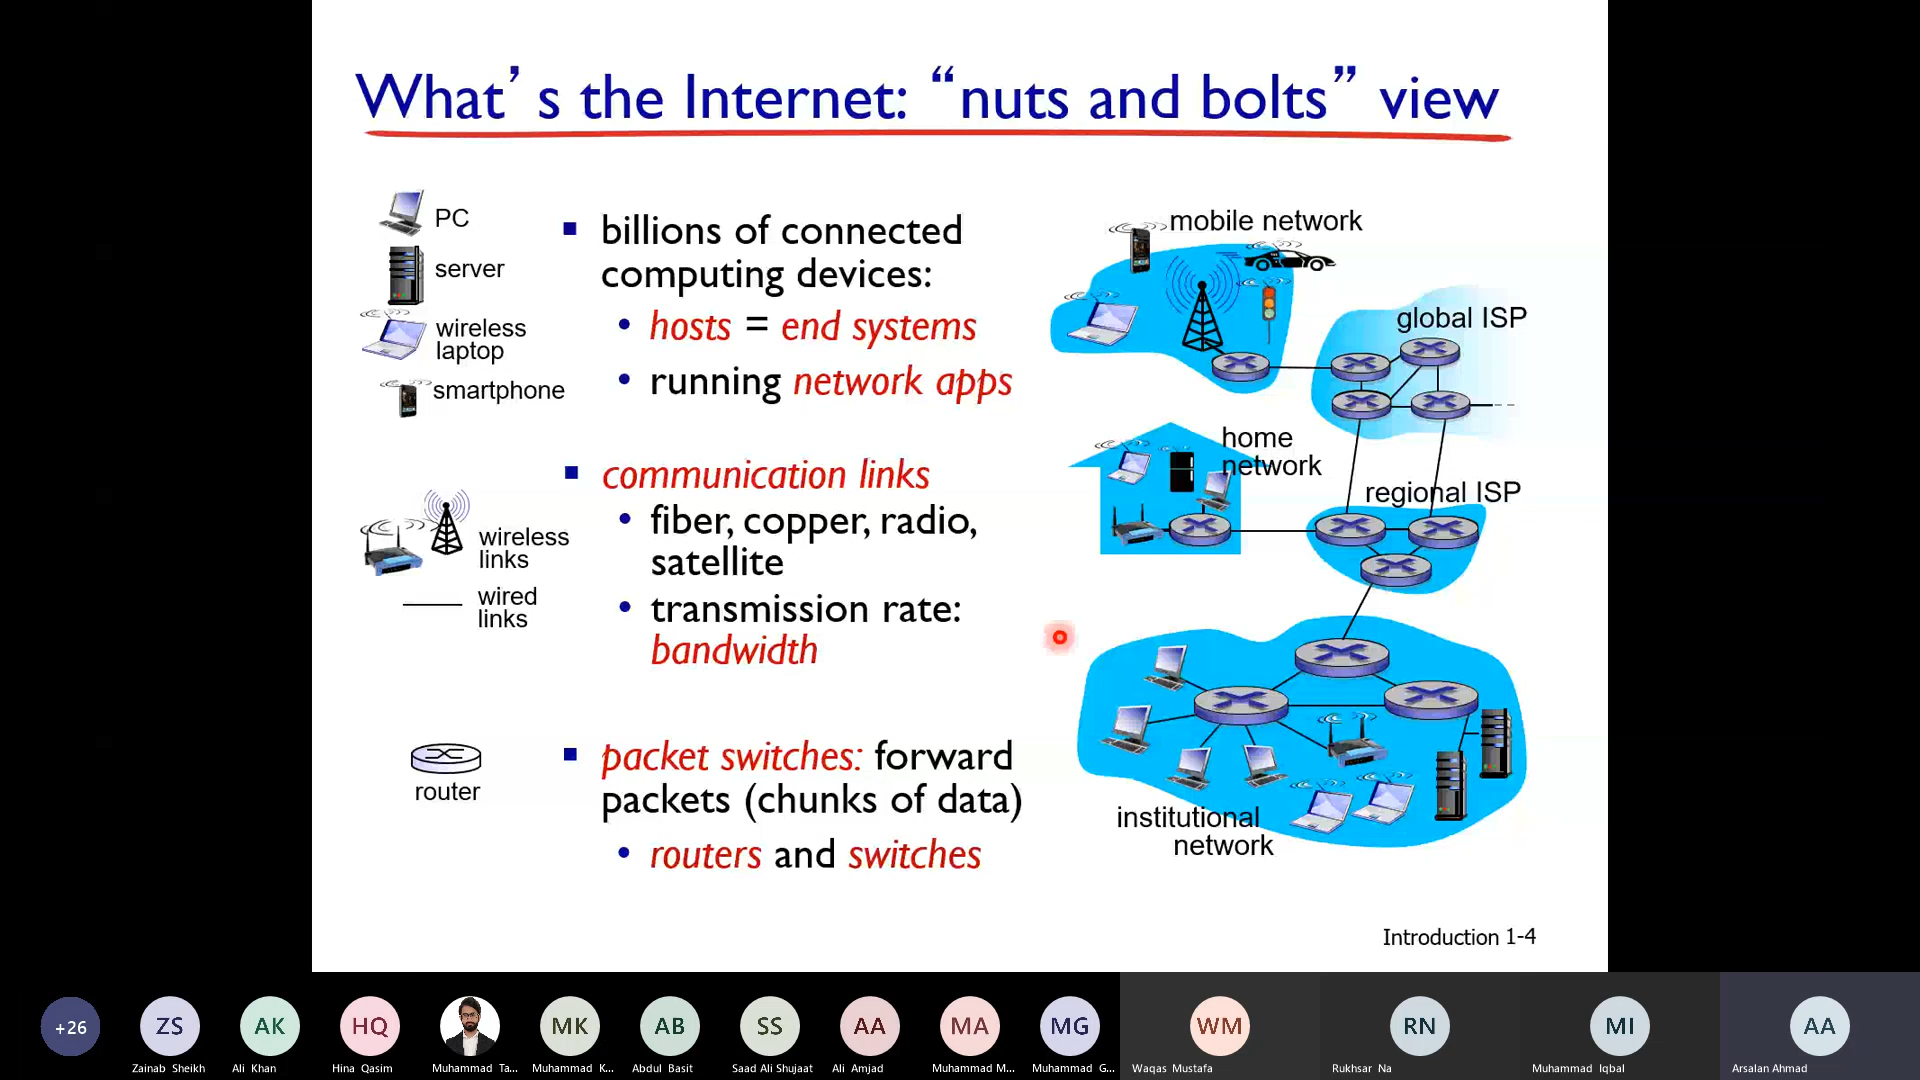 What's the Internet: “nuts and bolts” view
PC
server
wireless
laptop
smartphone
wireless
links
wired
links
router
▪ billions of connected
computing devices:
• hosts = end systems
• running network apps
▪ communication links
• fiber, copper, radio,
satellite
• transmission rate:
bandwidth
▪ packet switches: forward
packets (chunks of data)
• routers and switches
mobile network
global ISP
home
network
regional ISP
institutional
network
Introduction 1-4
+26
ZS
AK
HQ
MK
AB
SS
AA
MA
MG
WM
RN
MI
AA
Zainab Sheikh
Ali Khan
Hina Qasim
Muhammad Ta...
Muhammad K...
Abdul Basit
Saad Ali Shujaat
Ali Amjad
Muhammad M...
Muhammad G...
Waqas Mustafa
Rukhsar Na
Muhammad Iqbal
Arsalan Ahmad